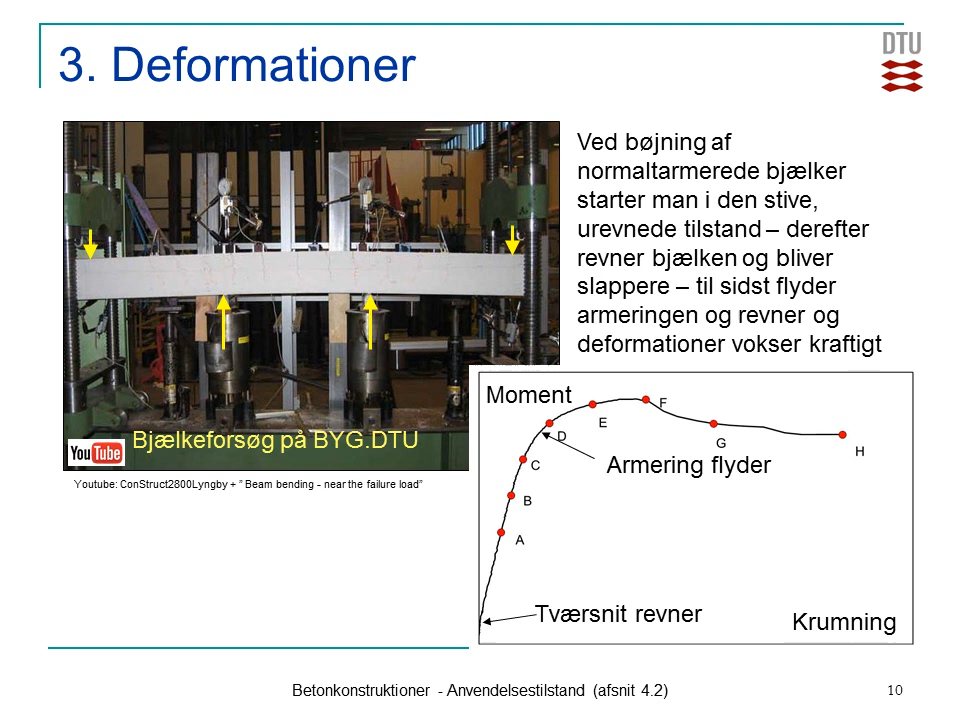 3. Deformationer
DTU
Ved bøjning af
normaltarmerede bjælker
starter man i den stive,
urevnede tilstand – derefter
revner bjælken og bliver
slappere – til sidst flyder
armeringen og revner og
deformationer vokser kraftigt
Bjælkeforsøg på BYG.DTU
You Tube
Youtube: ConStruct2800Lyngby + ” Beam bending - near the failure load”
Moment
F
E
D
G
H
C
Armering flyder
B
A
Tværsnit revner
Krumning
Betonkonstruktioner - Anvendelsestilstand (afsnit 4.2)
10